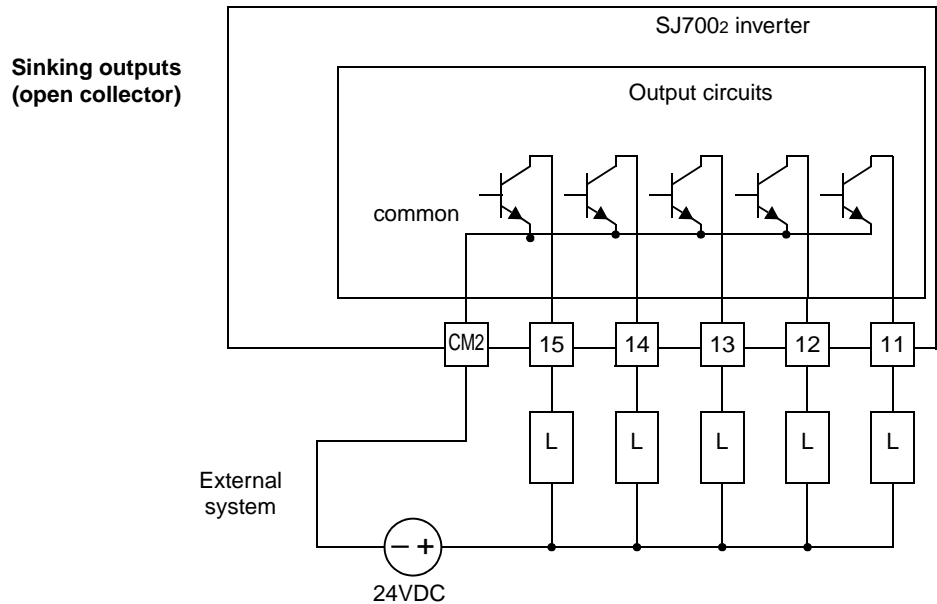 SJ7002 inverter
Sinking outputs
(open collector)
Output circuits
common
CM2
15
14
13
12
11
L
L
L
L
L
External
system
− +
24VDC